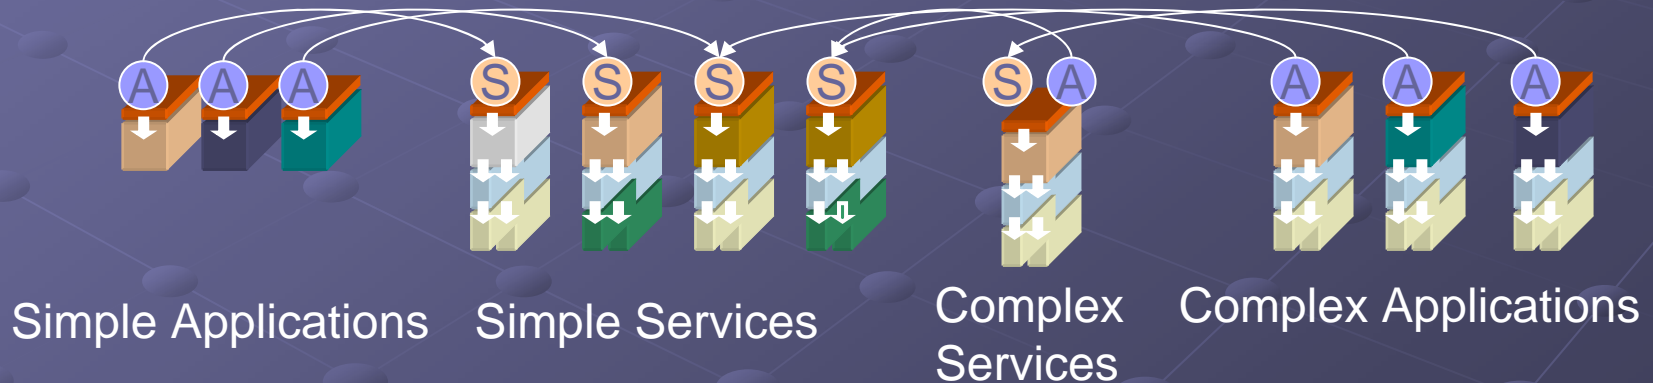 A A A S S S S S A A A A
Simple Applications Simple Services Complex Services Complex Applications